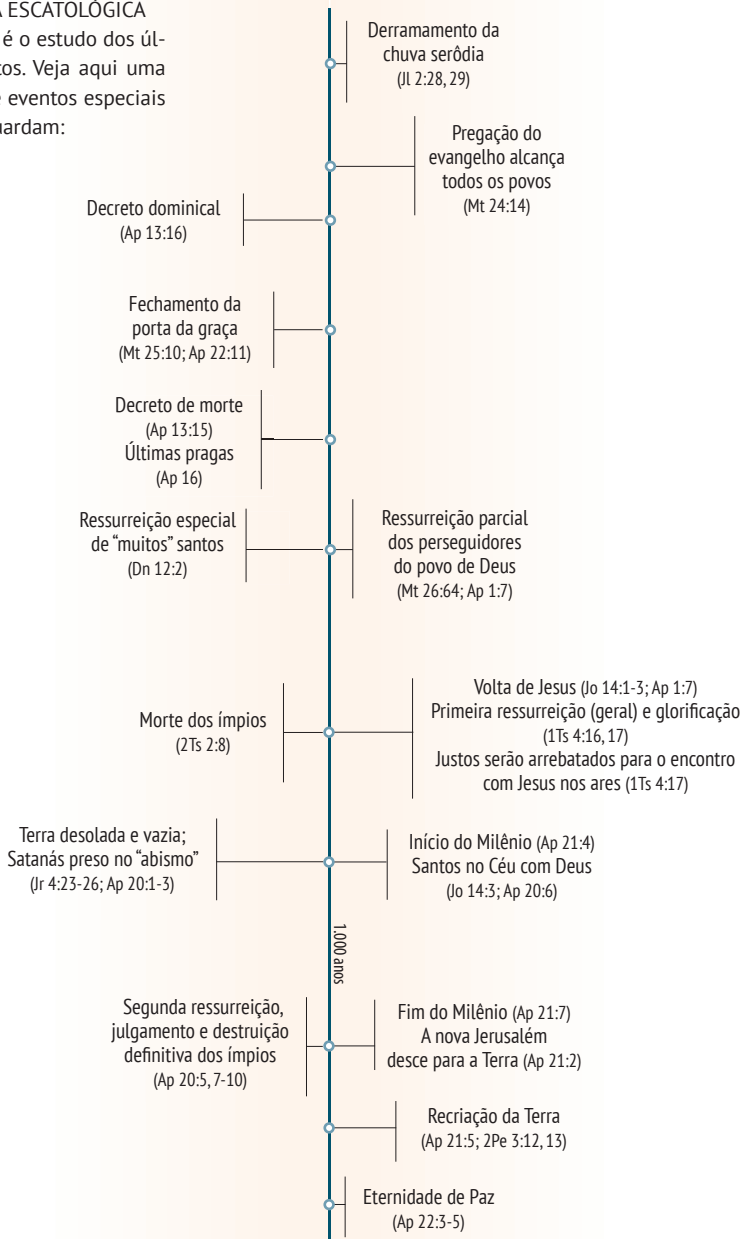 A ESCATOLÓGICA
é o estudo dos úl-
tos. Veja aqui uma
e eventos especiais
uardam:
Derramamento da
chuva serôdia
(Jl 2:28, 29)
Pregação do
evangelho alcança
todos os povos
(Mt 24:14)
Decreto dominical
(Ap 13:16)
Fechamento da
porta da graça
(Mt 25:10; Ap 22:11)
Decreto de morte
(Ap 13:15)
Últimas pragas
(Ap 16)
Ressurreição especial
de “muitos” santos
(Dn 12:2)
Ressurreição parcial
dos perseguidores
do povo de Deus
(Mt 26:64; Ap 1:7)
Morte dos ímpios
(2Ts 2:8)
Volta de Jesus (Jo 14:1-3; Ap 1:7)
Primeira ressurreição (geral) e glorificação
(1Ts 4:16, 17)
Justos serão arrebatados para o encontro
com Jesus nos ares (1Ts 4:17)
Terra desolada e vazia;
Satanás preso no “abismo”
(Jr 4:23-26; Ap 20:1-3)
Início do Milênio (Ap 21:4)
Santos no Céu com Deus
(Jo 14:3; Ap 20:6)
1.000 anos
Segunda ressurreição,
julgamento e destruição
definitiva dos ímpios
(Ap 20:5, 7-10)
Fim do Milênio (Ap 21:7)
A nova Jerusalém
desce para a Terra (Ap 21:2)
Recriação da Terra
(Ap 21:5; 2Pe 3:12, 13)
Eternidade de Paz
(Ap 22:3-5)